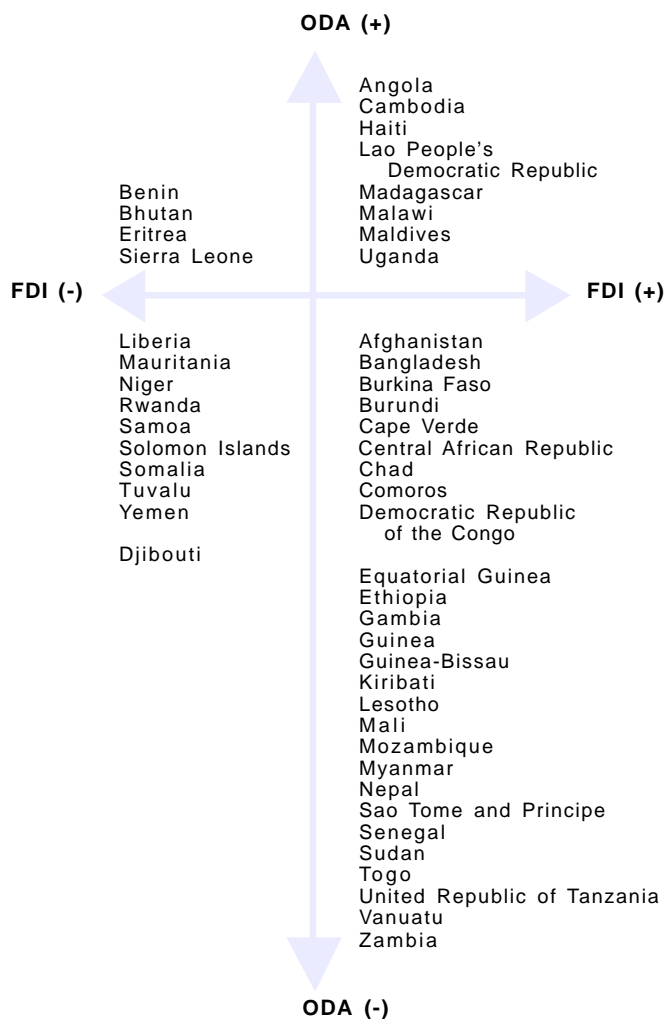 ODA (+)
Angola
Cambodia
Haiti
Lao People's
Democratic Republic
Madagascar
Malawi
Maldives
Uganda
Benin
Bhutan
Eritrea
Sierra Leone
FDI (-)
FDI (+)
Liberia
Mauritania
Niger
Rwanda
Samoa
Solomon Islands
Somalia
Tuvalu
Yemen
Djibouti
Afghanistan
Bangladesh
Burkina Faso
Burundi
Cape Verde
Central African Republic
Chad
Comoros
Democratic Republic
of the Congo
Equatorial Guinea
Ethiopia
Gambia
Guinea
Guinea-Bissau
Kiribati
Lesotho
Mali
Mozambique
Myanmar
Nepal
Sao Tome and Principe
Senegal
Sudan
Togo
United Republic of Tanzania
Vanuatu
Zambia
ODA (-)